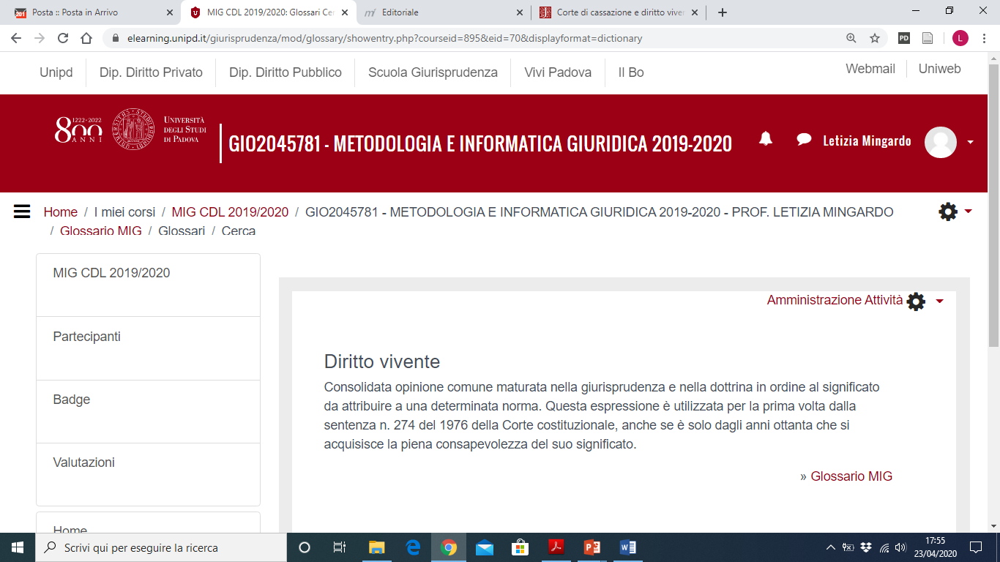 201 Posta :: Posta in Arrivo
MIG CDL 2019/2020: Glossari Cer
Editoriale
Corte di cassazione e diritto viver
elearning.unipd.it/giurisprudenza/mod/glossary/showentry.php?courseid=895&eid=70&displayformat=dictionary
PD
L
Unipd
Dip. Diritto Privato
Dip. Diritto Pubblico
Scuola Giurisprudenza
Vivi Padova
Il Bo
Webmail
Uniweb
1222·2022
800
ANNI
Università
degli Studi
di Padova
GIO2045781 - METODOLOGIA E INFORMATICA GIURIDICA 2019-2020
Letizia Mingardo
Home / I miei corsi / MIG CDL 2019/2020 / GIO2045781 - METODOLOGIA E INFORMATICA GIURIDICA 2019-2020 - PROF. LETIZIA MINGARDO
/ Glossario MIG / Glossari / Cerca
MIG CDL 2019/2020
Partecipanti
Badge
Valutazioni
Home
Amministrazione Attività
Diritto vivente
Consolidata opinione comune maturata nella giurisprudenza e nella dottrina in ordine al significato
da attribuire a una determinata norma. Questa espressione è utilizzata per la prima volta dalla
sentenza n. 274 del 1976 della Corte costituzionale, anche se è solo dagli anni ottanta che si
acquisisce la piena consapevolezza del suo significato.
» Glossario MIG
Scrivi qui per eseguire la ricerca
17:55
23/04/2020